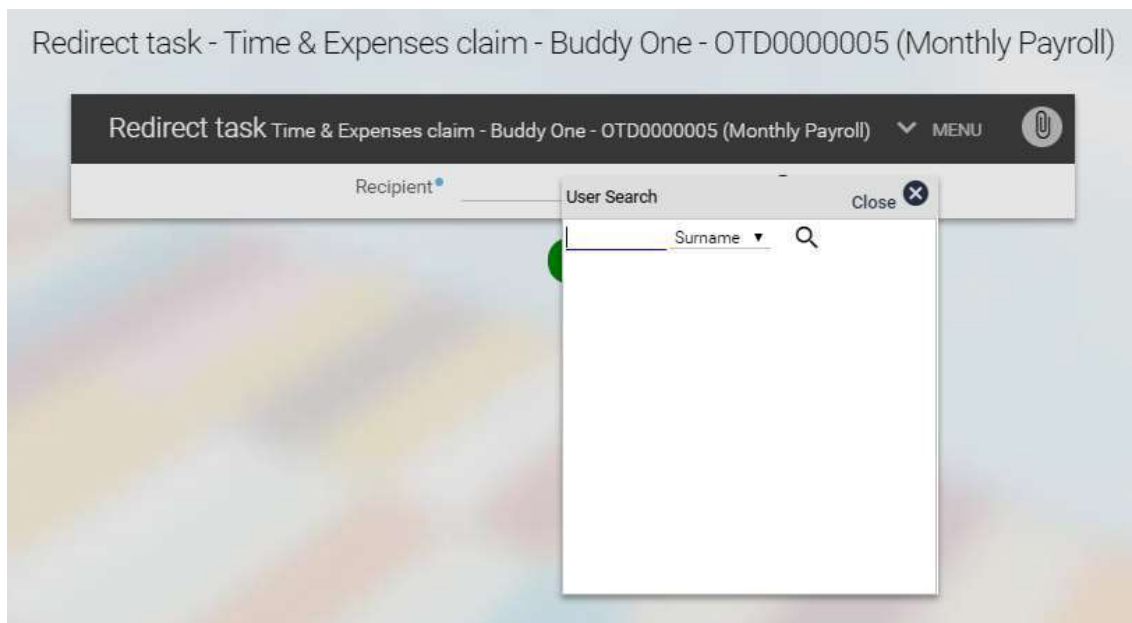 Redirect task - Time & Expenses claim - Buddy One - OTD0000005 (Monthly Payroll)
Redirect task Time & Expenses claim - Buddy One - OTD0000005 (Monthly Payroll) MENU
Recipient
User Search Close
Surname